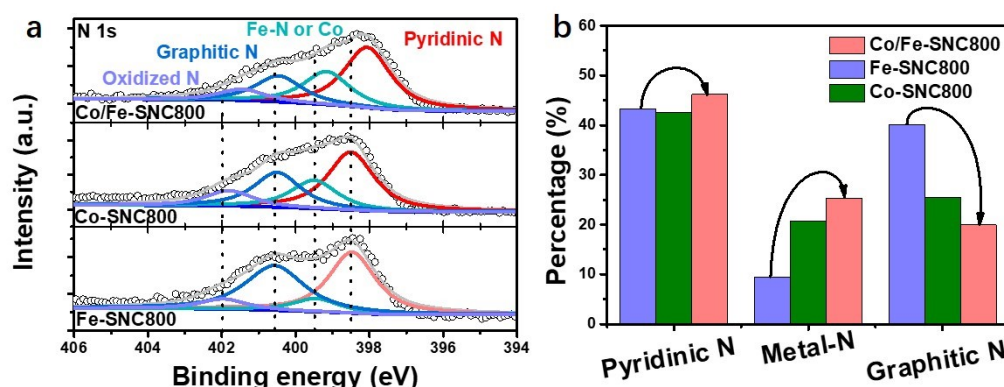 a
N 1s
Fe-N or Co
Graphitic N
Pyridinic N
Oxidized N
Co/Fe-SNC800
Co-SNC800
Fe-SNC800
Intensity (a.u.)
406 404 402 400 398 396 394
Binding energy (eV)
b
Co/Fe-SNC800
Fe-SNC800
Co-SNC800
Percentage (%)
60
50
40
30
20
10
0
Pyridinic N
Metal-N
Graphitic N